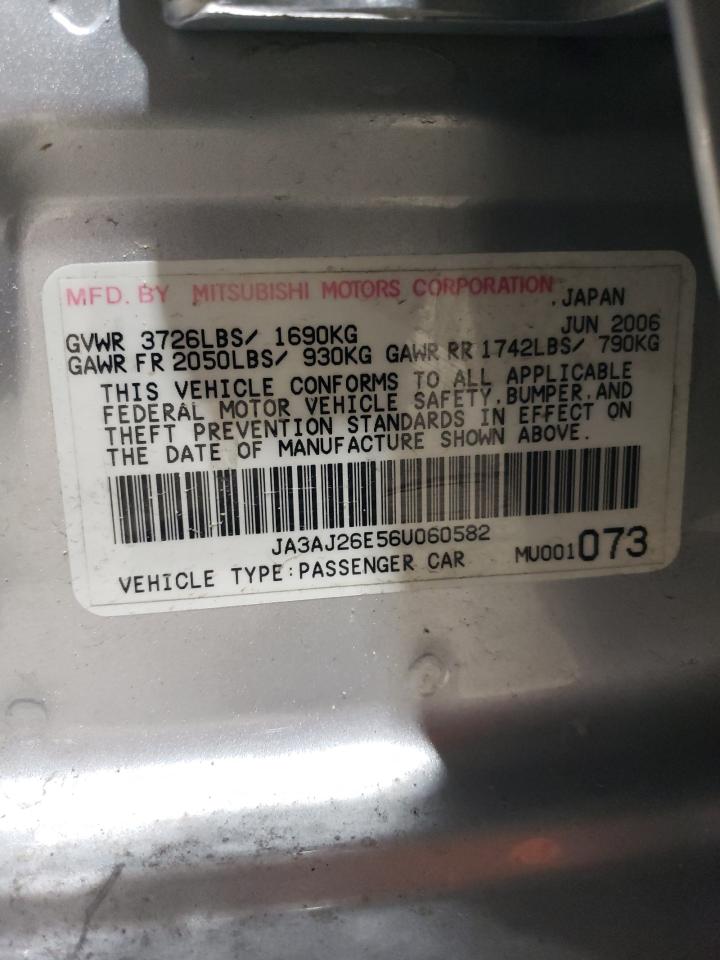 MFD. BY MITSUBISHI MOTORS CORPORATION .JAPAN
JUN 2006
GVWR 3726LBS/ 1690KG
GAWR FR 2050LBS/ 930KG GAWR RR 1742LBS/ 790KG
THIS VEHICLE CONFORMS TO ALL APPLICABLE
FEDERAL MOTOR VEHICLE SAFETY,BUMPER,AND
THEFT PREVENTION STANDARDS IN EFFECT ON
THE DATE OF MANUFACTURE SHOWN ABOVE.
JA3AJ26E56U060582
VEHICLE TYPE:PASSENGER CAR MU001073